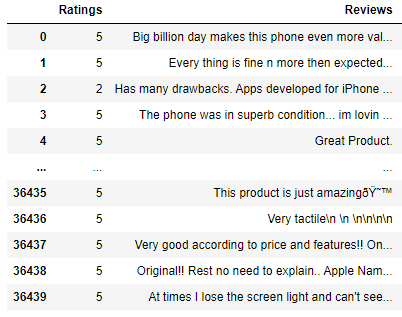 Ratings Reviews
0 5 Big billion day makes this phone even more val...
1 5 Every thing is fine n more then expected...
2 2 Has many drawbacks. Apps developed for iPhone ...
3 5 The phone was in superb condition... im lovin ...
4 5 Great Product.
... ... ...
36435 5 This product is just amazingðŸ˜™
36436 5 Very tactile\n \n \n\n\n\n
36437 5 Very good according to price and features!! On...
36438 5 Original!! Rest no need to explain.. Apple Nam...
36439 5 At times I lose the screen light and can't see...